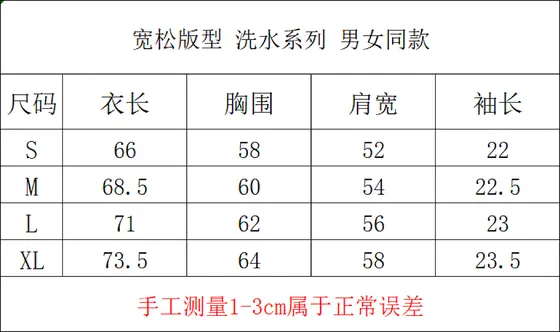 宽松版型 洗水系列 男女同款
尺码 衣长 胸围 肩宽 袖长
S 66 58 52 22
M 68.5 60 54 22.5
L 71 62 56 23
XL 73.5 64 58 23.5
手工测量1-3cm属于正常误差